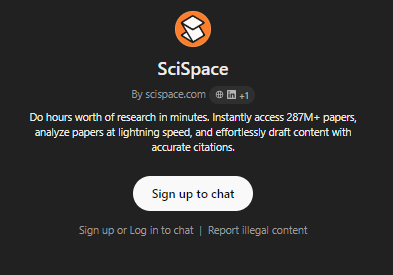 SciSpace
By scispace.com +1
Do hours worth of research in minutes. Instantly access 287M+ papers,
analyze papers at lightning speed, and effortlessly draft content with
accurate citations.
Sign up to chat
Sign up or Log in to chat | Report illegal content